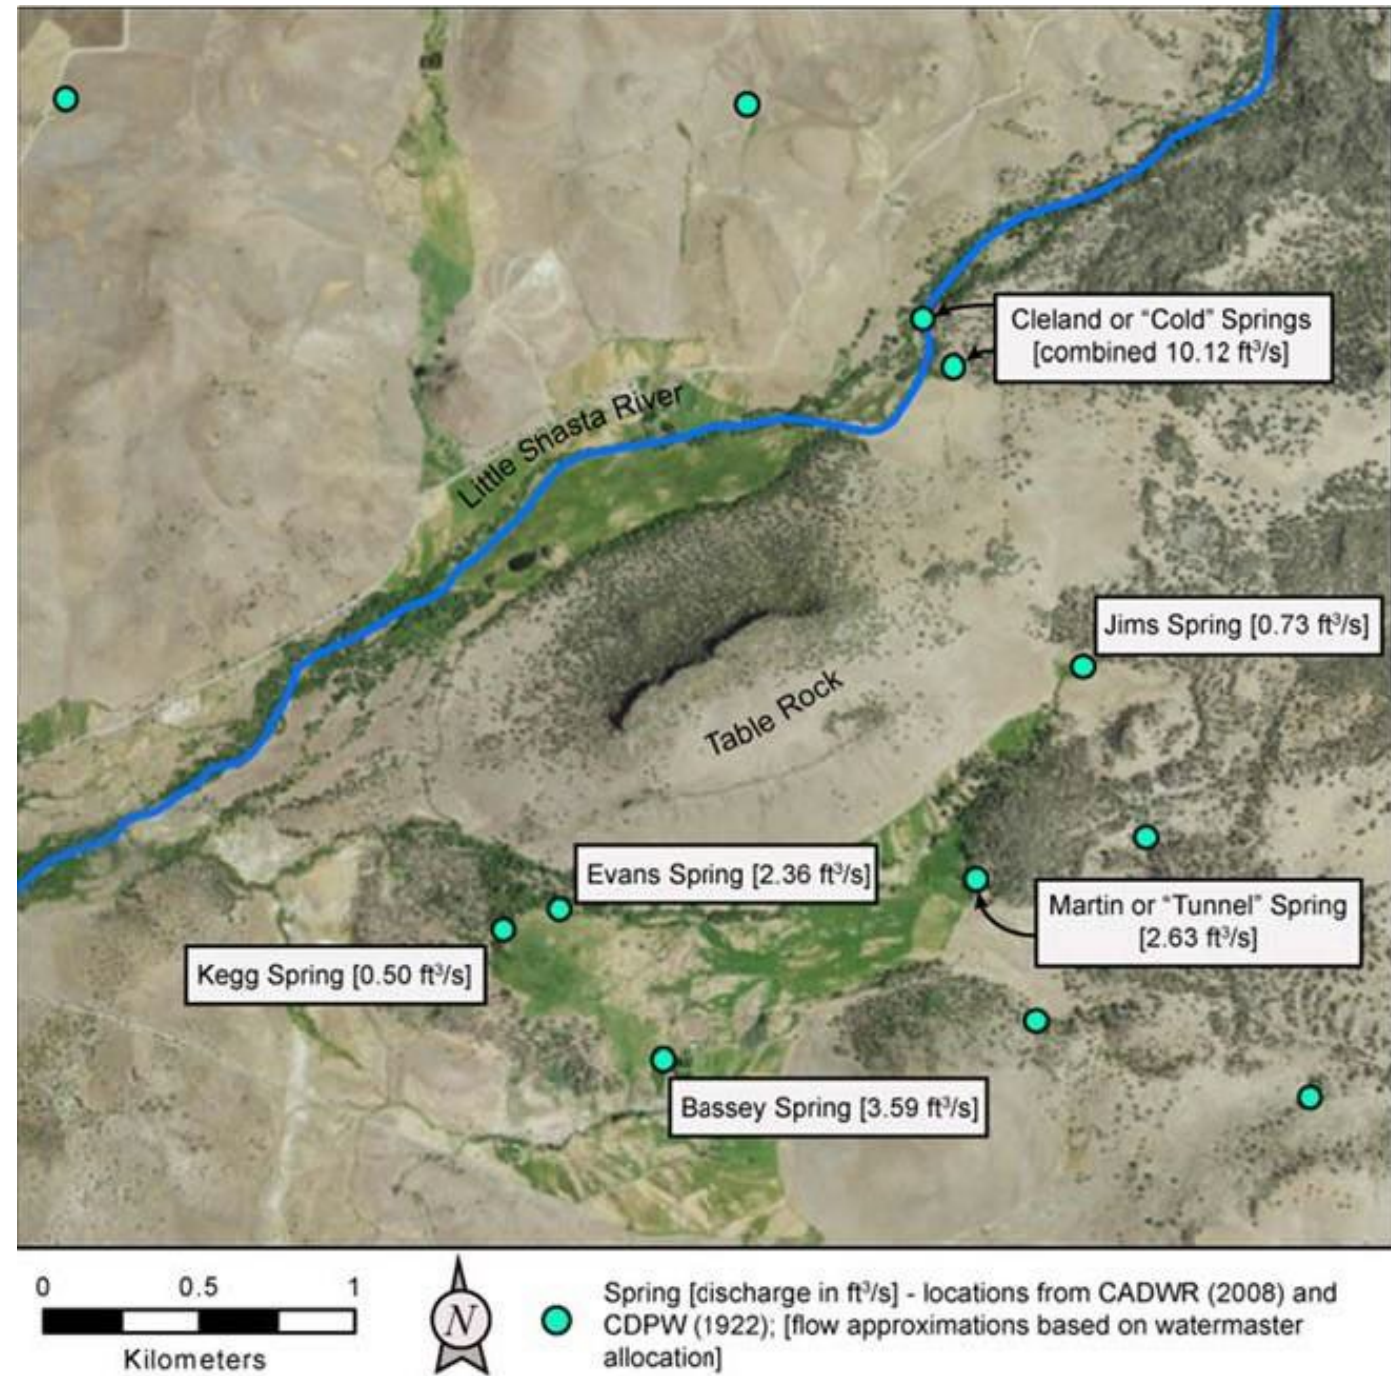 Cleland or “Cold” Springs
[combined 10.12 ft³/s]
Little Shasta River
Jims Spring [0.73 ft³/s]
Table Rock
Evans Spring [2.36 ft³/s]
Martin or “Tunnel” Spring
[2.63 ft³/s]
Kegg Spring [0.50 ft³/s]
Bassey Spring [3.59 ft³/s]
0 0.5 1
Kilometers
N
Spring [discharge in ft³/s] - locations from CADWR (2008) and
CDPW (1922); [flow approximations based on watermaster
allocation]